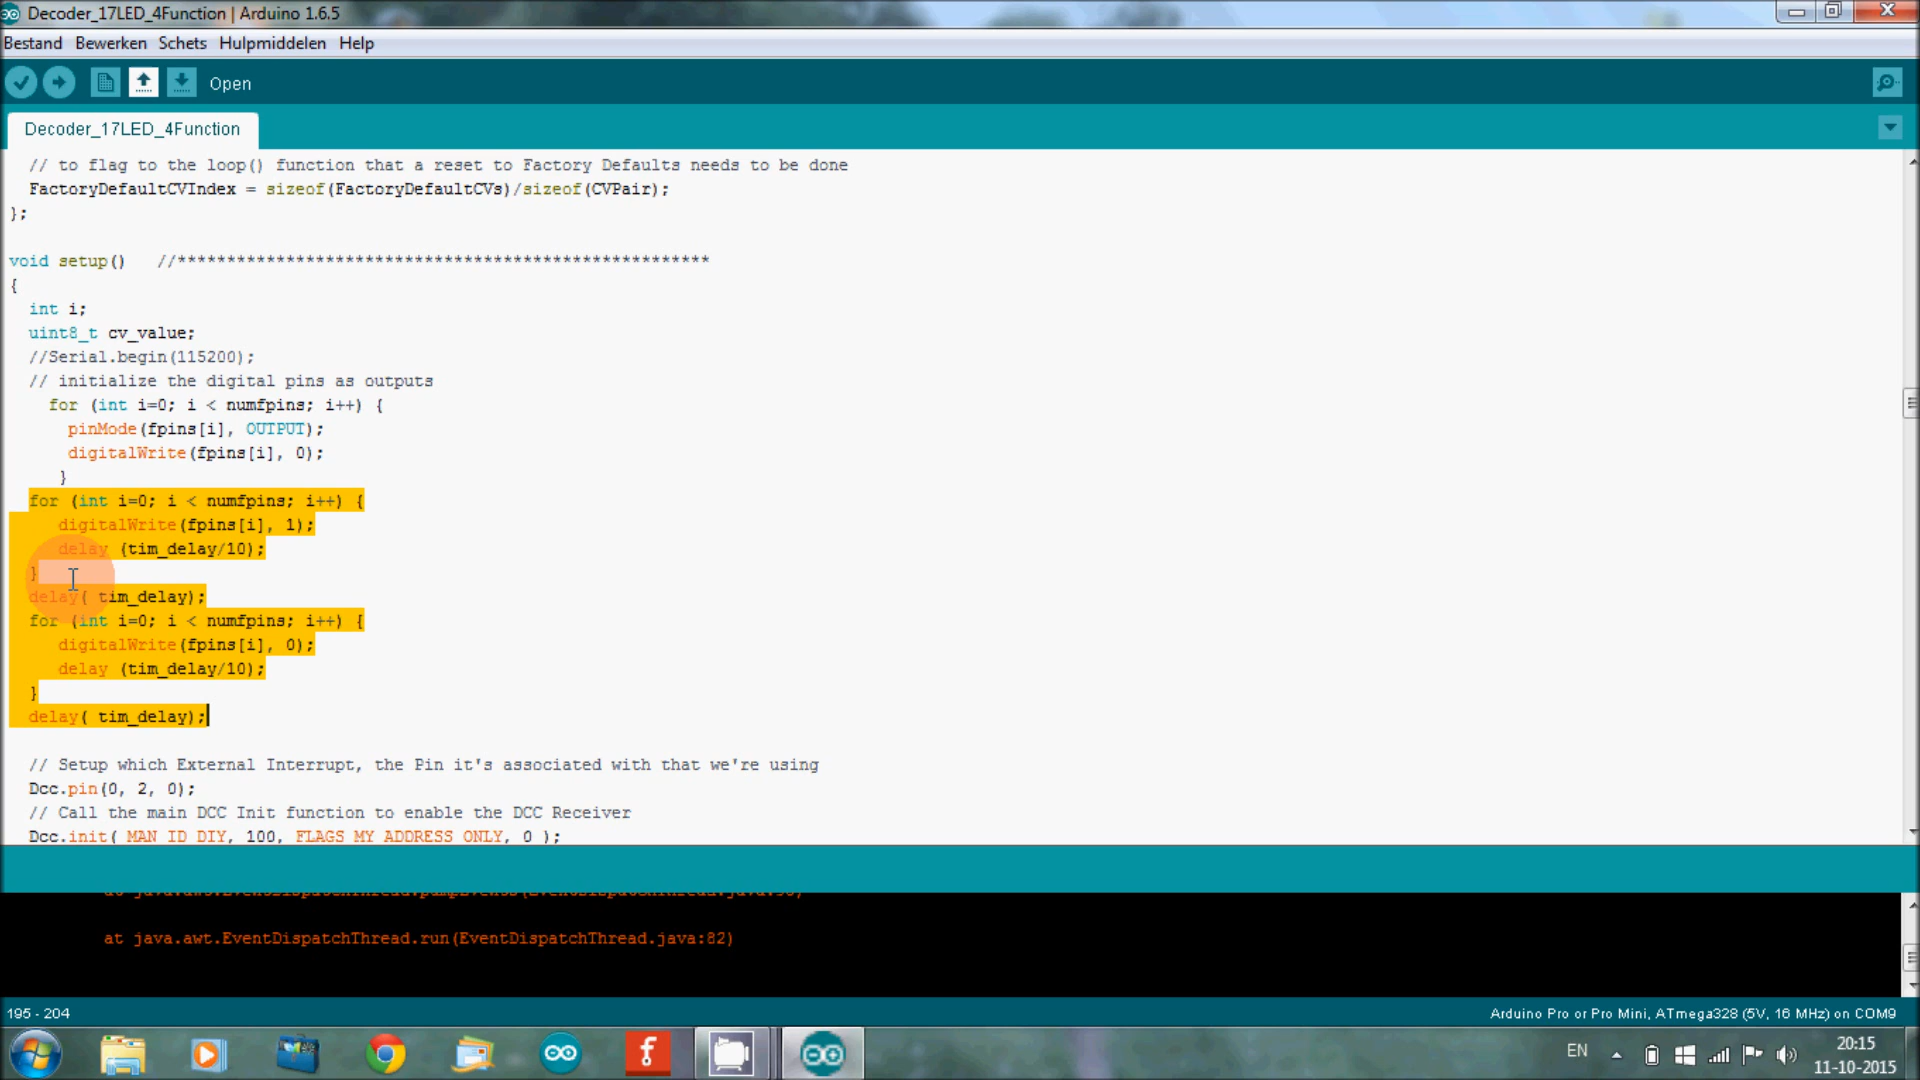 Decoder_17LED_4Function | Arduino 1.6.5
Bestand Bewerken Schets Hulpmiddelen Help
Open
Decoder_17LED_4Function
// to flag to the loop() function that a reset to Factory Defaults needs to be done
FactoryDefaultCVIndex = sizeof(FactoryDefaultCVs)/sizeof(CVPair);
};
void setup() //******************************************************
{
int i;
uint8_t cv_value;
//Serial.begin(115200);
// initialize the digital pins as outputs
for (int i=0; i < numfpins; i++) {
pinMode(fpins[i], OUTPUT);
digitalWrite(fpins[i], 0);
}
for (int i=0; i < numfpins; i++) {
digitalWrite(fpins[i], 1);
delay (tim_delay/10);
}
delay( tim_delay);
for (int i=0; i < numfpins; i++) {
digitalWrite(fpins[i], 0);
delay (tim_delay/10);
}
delay( tim_delay);
// Setup which External Interrupt, the Pin it's associated with that we're using
Dcc.pin(0, 2, 0);
// Call the main DCC Init function to enable the DCC Receiver
Dcc.init( MAN_ID_DIY, 100, FLAGS_MY_ADDRESS_ONLY, 0 );
at java.awt.EventDispatchThread.run(EventDispatchThread.java:82)
195 - 204
Arduino Pro or Pro Mini, ATmega328 (5V, 16 MHz) on COM9
EN
20:15
11-10-2015